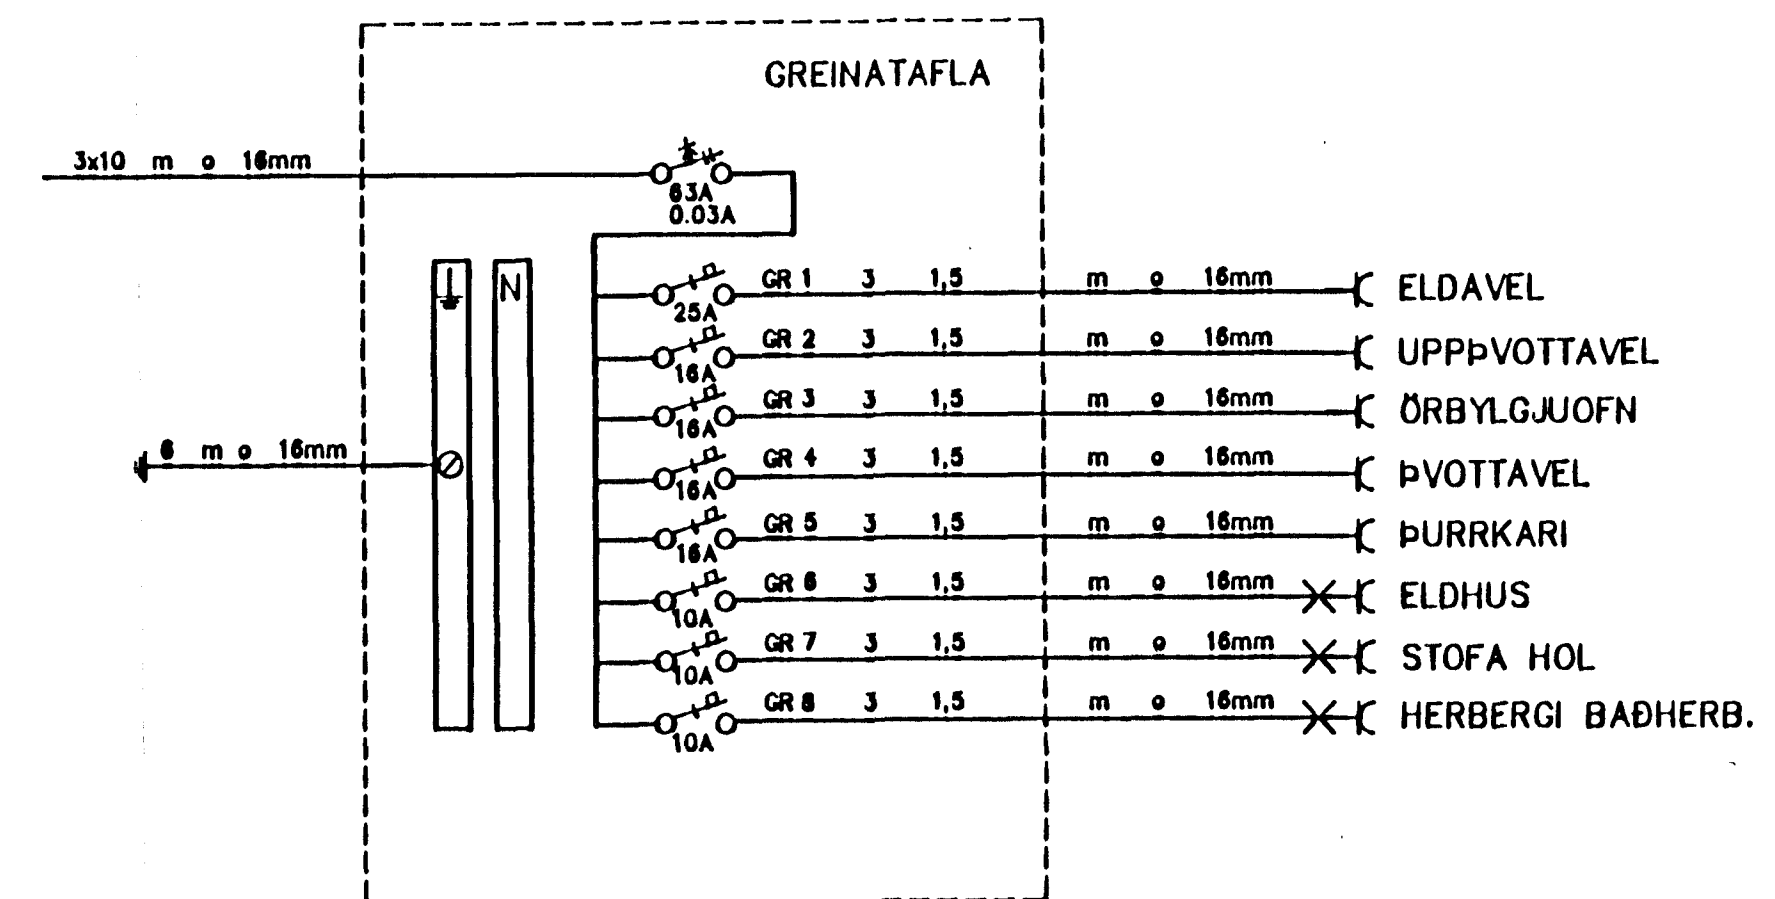 GREINATAFLA
3x10 m o 16mm
63A
0.03A
N
GR 1 3 1,5 m o 16mm ELDAVEL
25A
GR 2 3 1,5 m o 16mm UPPÞVOTTAVEL
16A
GR 3 3 1,5 m o 16mm ÖRBYLGJUOFN
16A
6 m o 16mm
GR 4 3 1,5 m o 16mm ÞVOTTAVEL
16A
GR 5 3 1,5 m o 16mm ÞURRKARI
16A
GR 6 3 1,5 m o 16mm ELDHUS
10A
GR 7 3 1,5 m o 16mm STOFA HOL
10A
GR 8 3 1,5 m o 16mm HERBERGI BAÐHERB.
10A